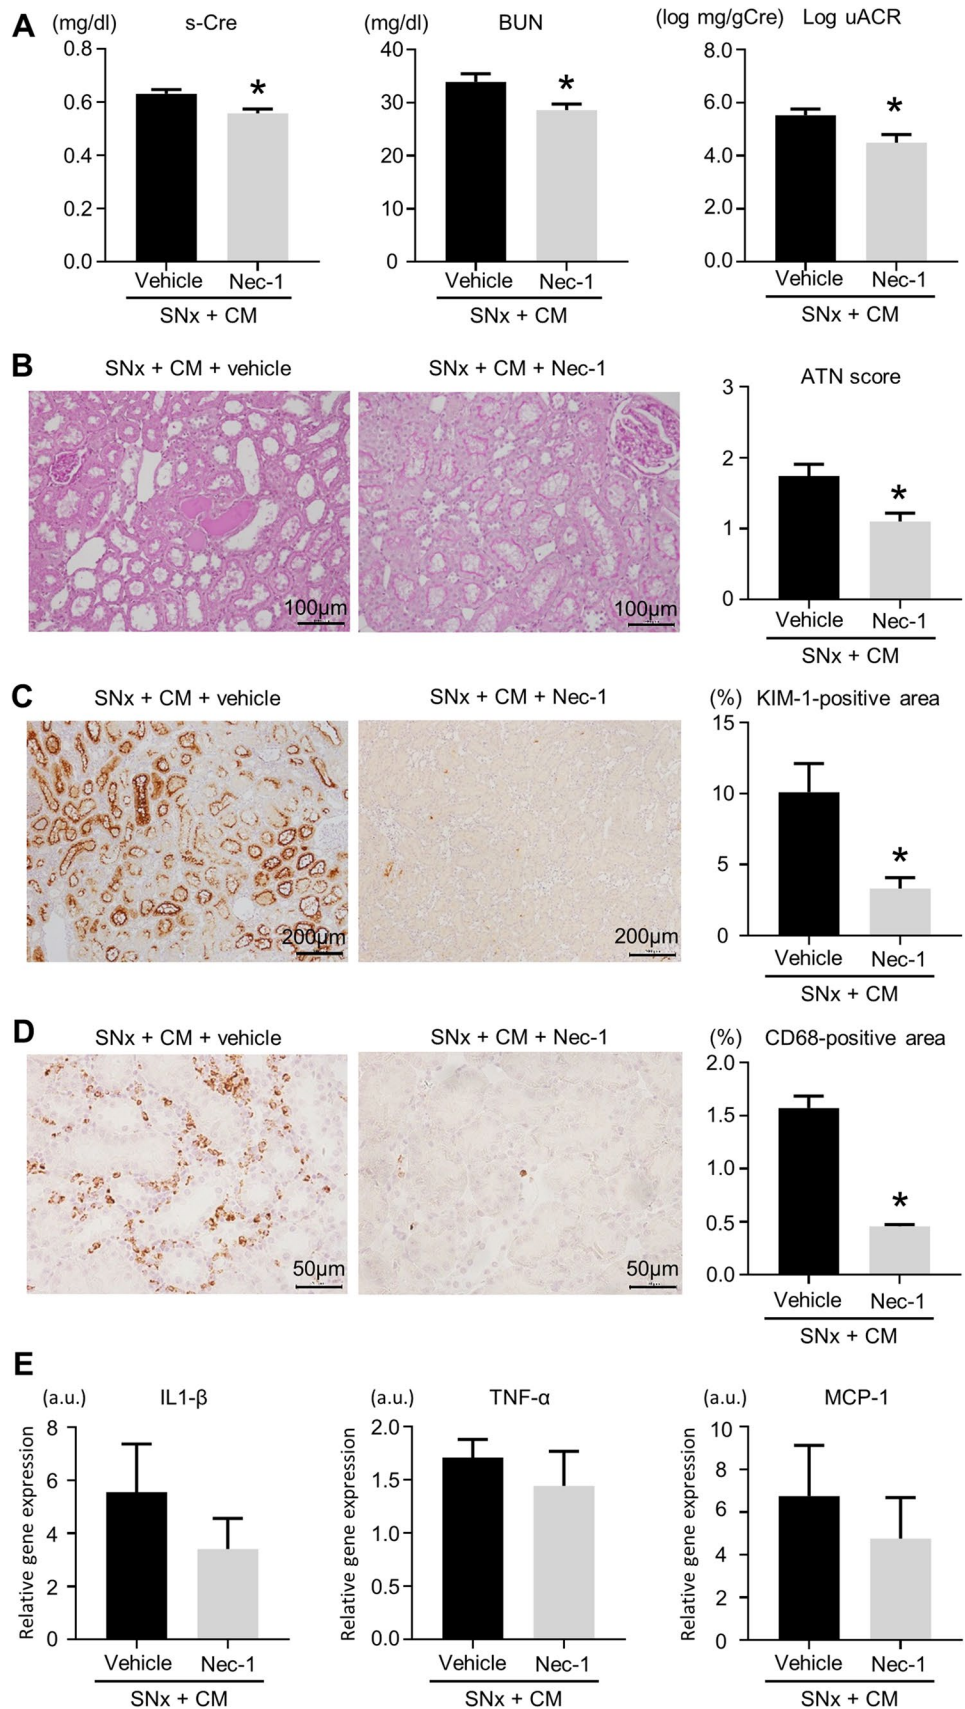 A (mg/dl) s-Cre (mg/dl) BUN (log mg/gCre) Log uACR
0.8 40 8.0
0.6 * 30 * 6.0 *
0.4 20 4.0
0.2 10 2.0
0.0 0 0.0
Vehicle Nec-1 Vehicle Nec-1 Vehicle Nec-1
SNx + CM SNx + CM SNx + CM
B SNx + CM + vehicle SNx + CM + Nec-1 ATN score
3
2
*
1
100μm 100μm 0
Vehicle Nec-1
SNx + CM
C SNx + CM + vehicle SNx + CM + Nec-1 (%) KIM-1-positive area
15
10
*
5
200μm 200μm 0
Vehicle Nec-1
SNx + CM
D SNx + CM + vehicle SNx + CM + Nec-1 (%) CD68-positive area
2.0
1.5
1.0
*
0.5
50μm 50μm 0.0
Vehicle Nec-1
SNx + CM
E
(a.u.) IL1-β (a.u.) TNF-α (a.u.) MCP-1
Relative gene expression Relative gene expression Relative gene expression
8 2.0 10
6 1.5 8
4 1.0 6
2 0.5 4
0 0.0 2
0
Vehicle Nec-1 Vehicle Nec-1 Vehicle Nec-1
SNx + CM SNx + CM SNx + CM